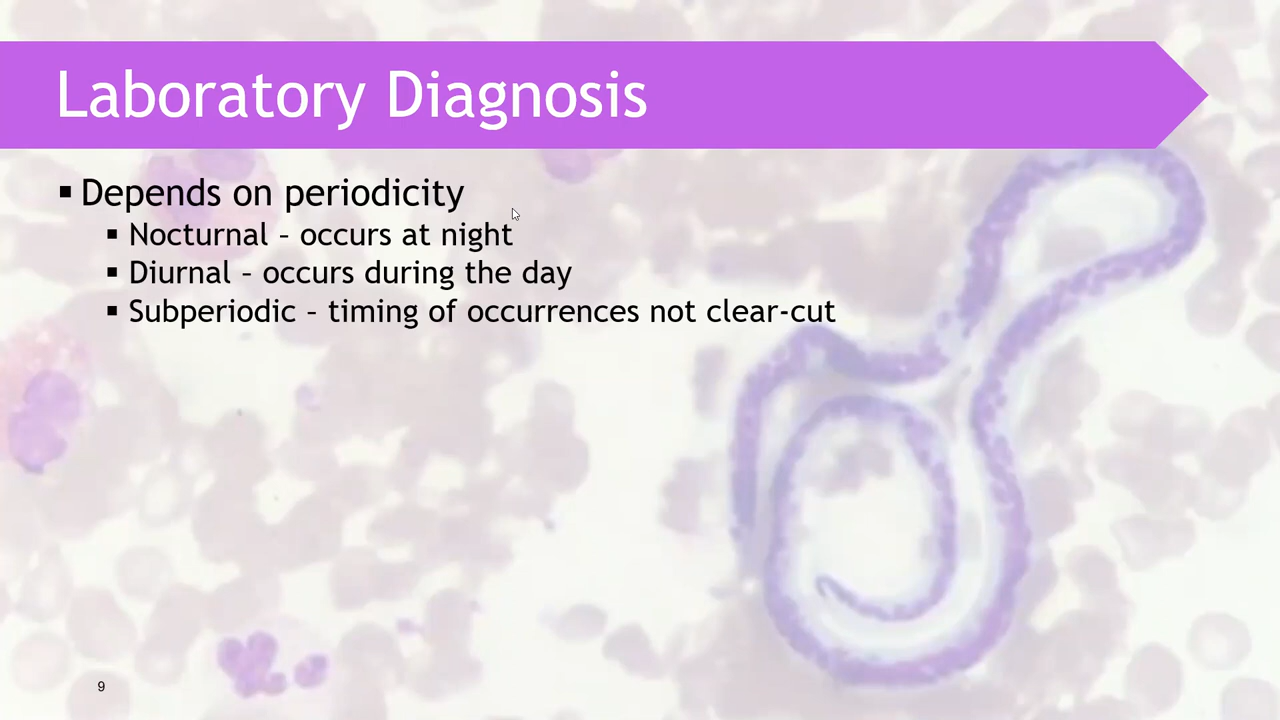 Laboratory Diagnosis
▪ Depends on periodicity
▪ Nocturnal – occurs at night
▪ Diurnal – occurs during the day
▪ Subperiodic – timing of occurrences not clear-cut
9